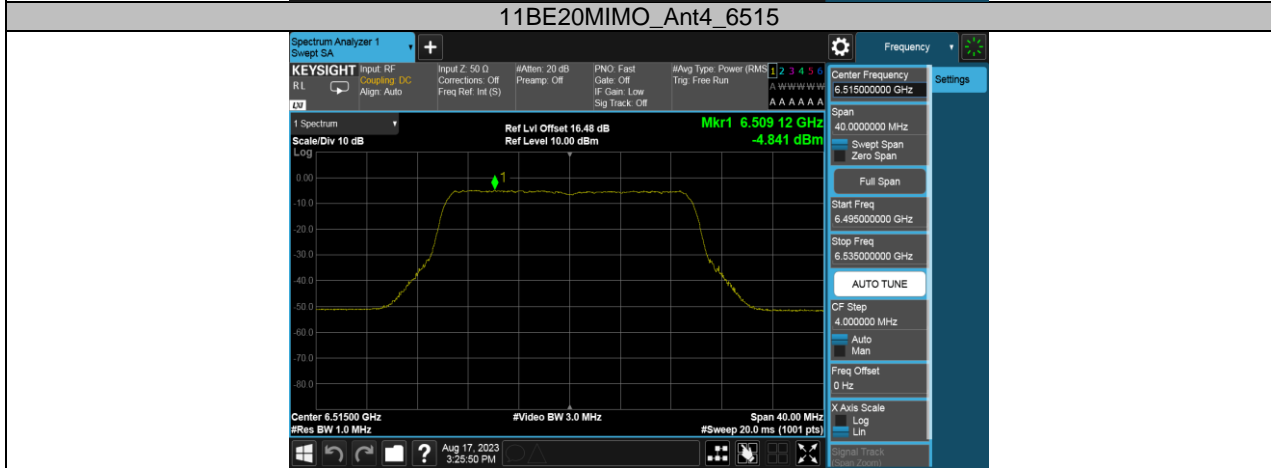 11BE20MIMO_Ant4_6515
Spectrum Analyzer 1
Swept SA
+
Frequency
KEYSIGHT
RL
LXI
Input: RF
Coupling: DC
Align: Auto
Input Z: 50 Ω
Corrections: Off
Freq Ref: Int (S)
#Atten: 20 dB
Preamp: Off
PNO: Fast
Gate: Off
IF Gain: Low
Sig Track: Off
#Avg Type: Power (RMS
Trig: Free Run
1 2 3 4 5 6
A W W W W W
A A A A A A
1 Spectrum
Scale/Div 10 dB
Log
Ref Lvl Offset 16.48 dB
Ref Level 10.00 dBm
Mkr1 6.509 12 GHz
-4.841 dBm
1
0.00
-10.0
-20.0
-30.0
-40.0
-50.0
-60.0
-70.0
-80.0
Center 6.51500 GHz
#Res BW 1.0 MHz
#Video BW 3.0 MHz
Span 40.00 MHz
#Sweep 20.0 ms (1001 pts)
Center Frequency
6.515000000 GHz
Settings
Span
40.0000000 MHz
Swept Span
Zero Span
Full Span
Start Freq
6.495000000 GHz
Stop Freq
6.535000000 GHz
AUTO TUNE
CF Step
4.000000 MHz
Auto
Man
Freq Offset
0 Hz
X Axis Scale
Log
Lin
Signal Track
(Span Zoom)
?
Aug 17, 2023
3:25:50 PM